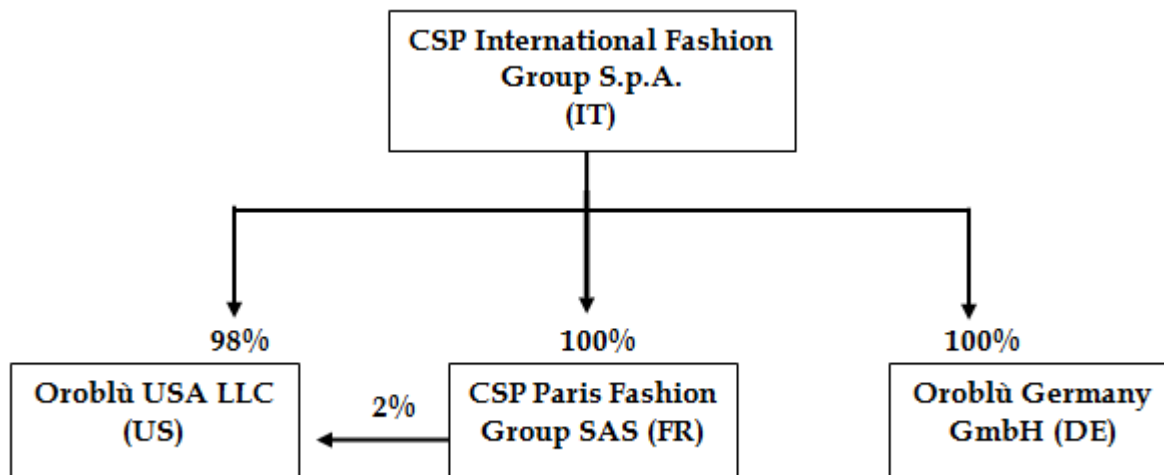 CSP International Fashion
Group S.p.A.
(IT)
98%
100%
100%
Oroblù USA LLC
(US)
2%
CSP Paris Fashion
Group SAS (FR)
Oroblù Germany
GmbH (DE)